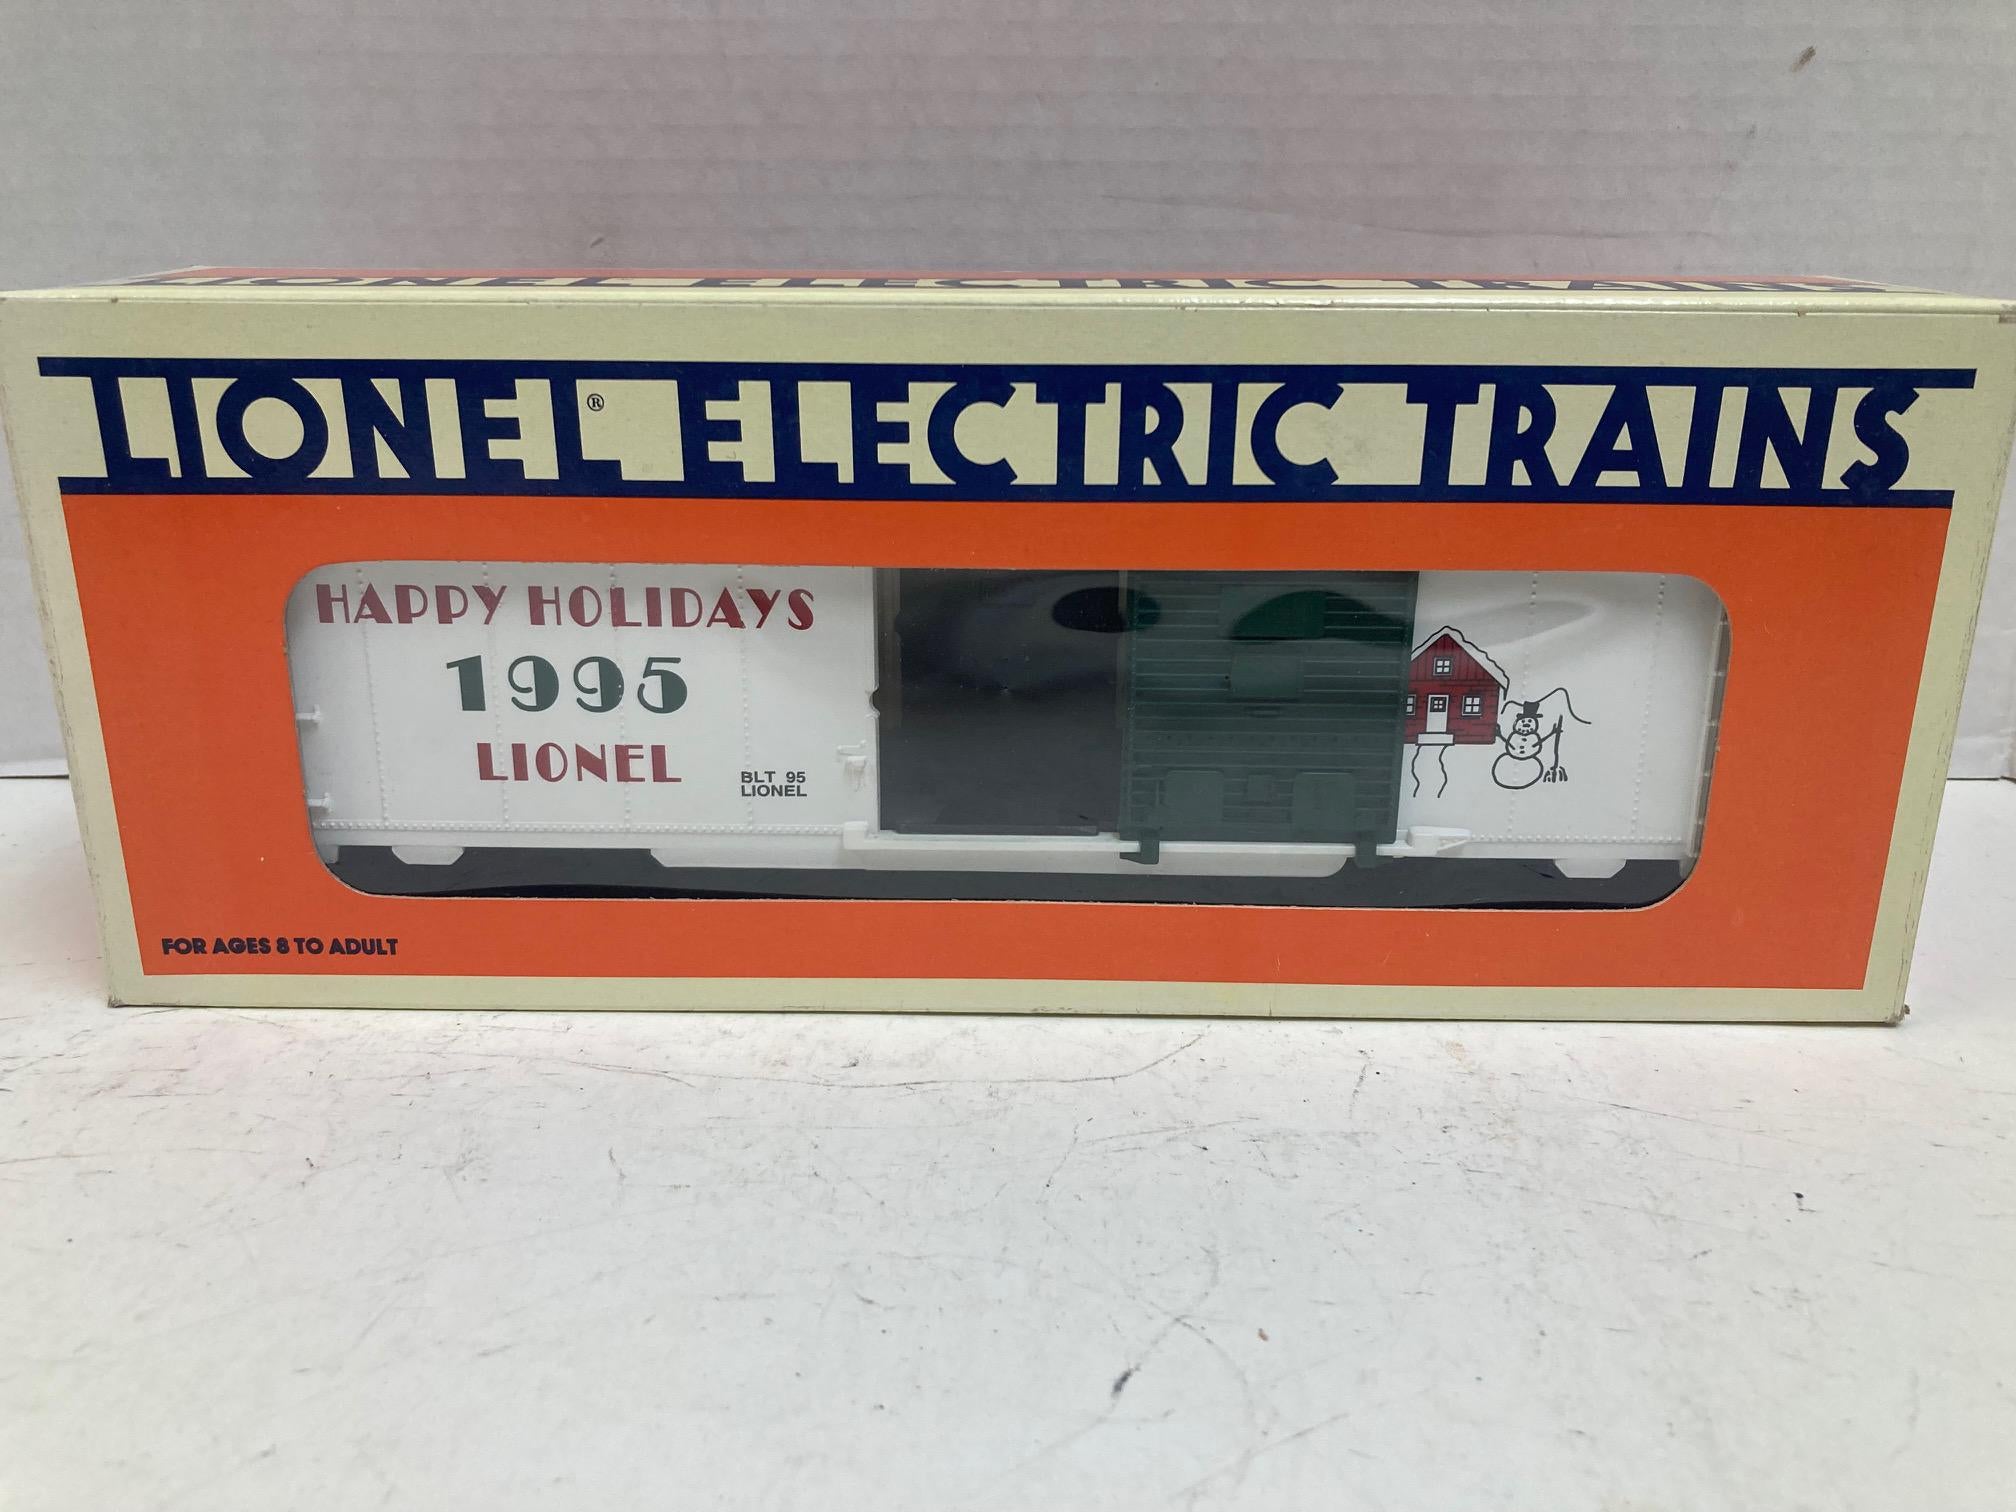 LIONEL ELECTRIC TRAINS
LIONEL® ELECTRIC TRAINS
HAPPY HOLIDAYS
1995
LIONEL
BLT 95
LIONEL
FOR AGES 8 TO ADULT